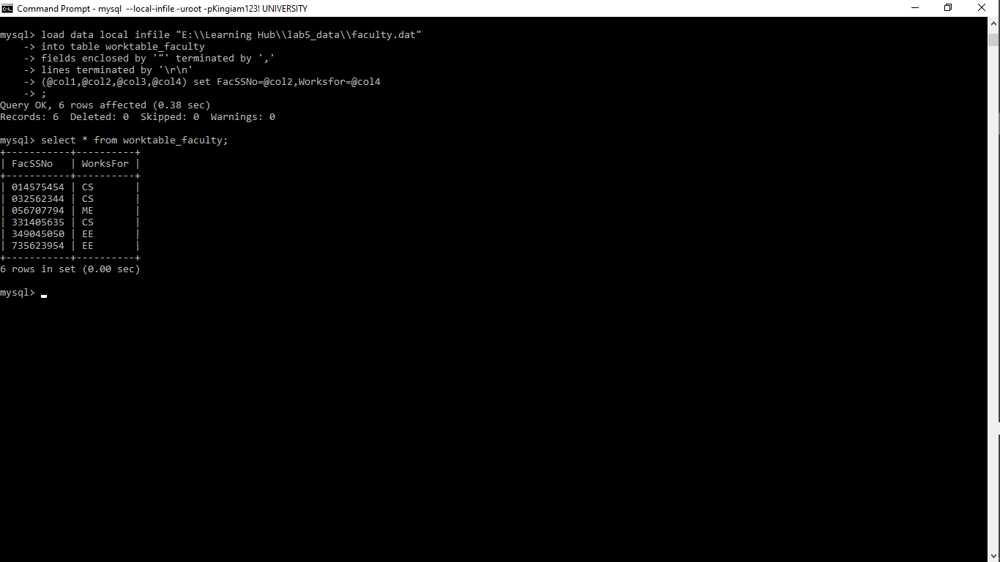 Command Prompt - mysql --local-infile -uroot -pKingiam123! UNIVERSITY
mysql> load data local infile "E:\\Learning Hub\\lab5_data\\faculty.dat"
    -> into table worktable_faculty
    -> fields enclosed by '"' terminated by ','
    -> lines terminated by '\r\n'
    -> (@col1,@col2,@col3,@col4) set FacSSNo=@col2,Worksfor=@col4
    -> ;
Query OK, 6 rows affected (0.38 sec)
Records: 6  Deleted: 0  Skipped: 0  Warnings: 0
mysql> select * from worktable_faculty;
+-----------+----------+
| FacSSNo   | WorksFor |
+-----------+----------+
| 014575454 | CS       |
| 032562344 | CS       |
| 056707794 | ME       |
| 331405635 | CS       |
| 349045050 | EE       |
| 735623954 | EE       |
+-----------+----------+
6 rows in set (0.00 sec)
mysql>